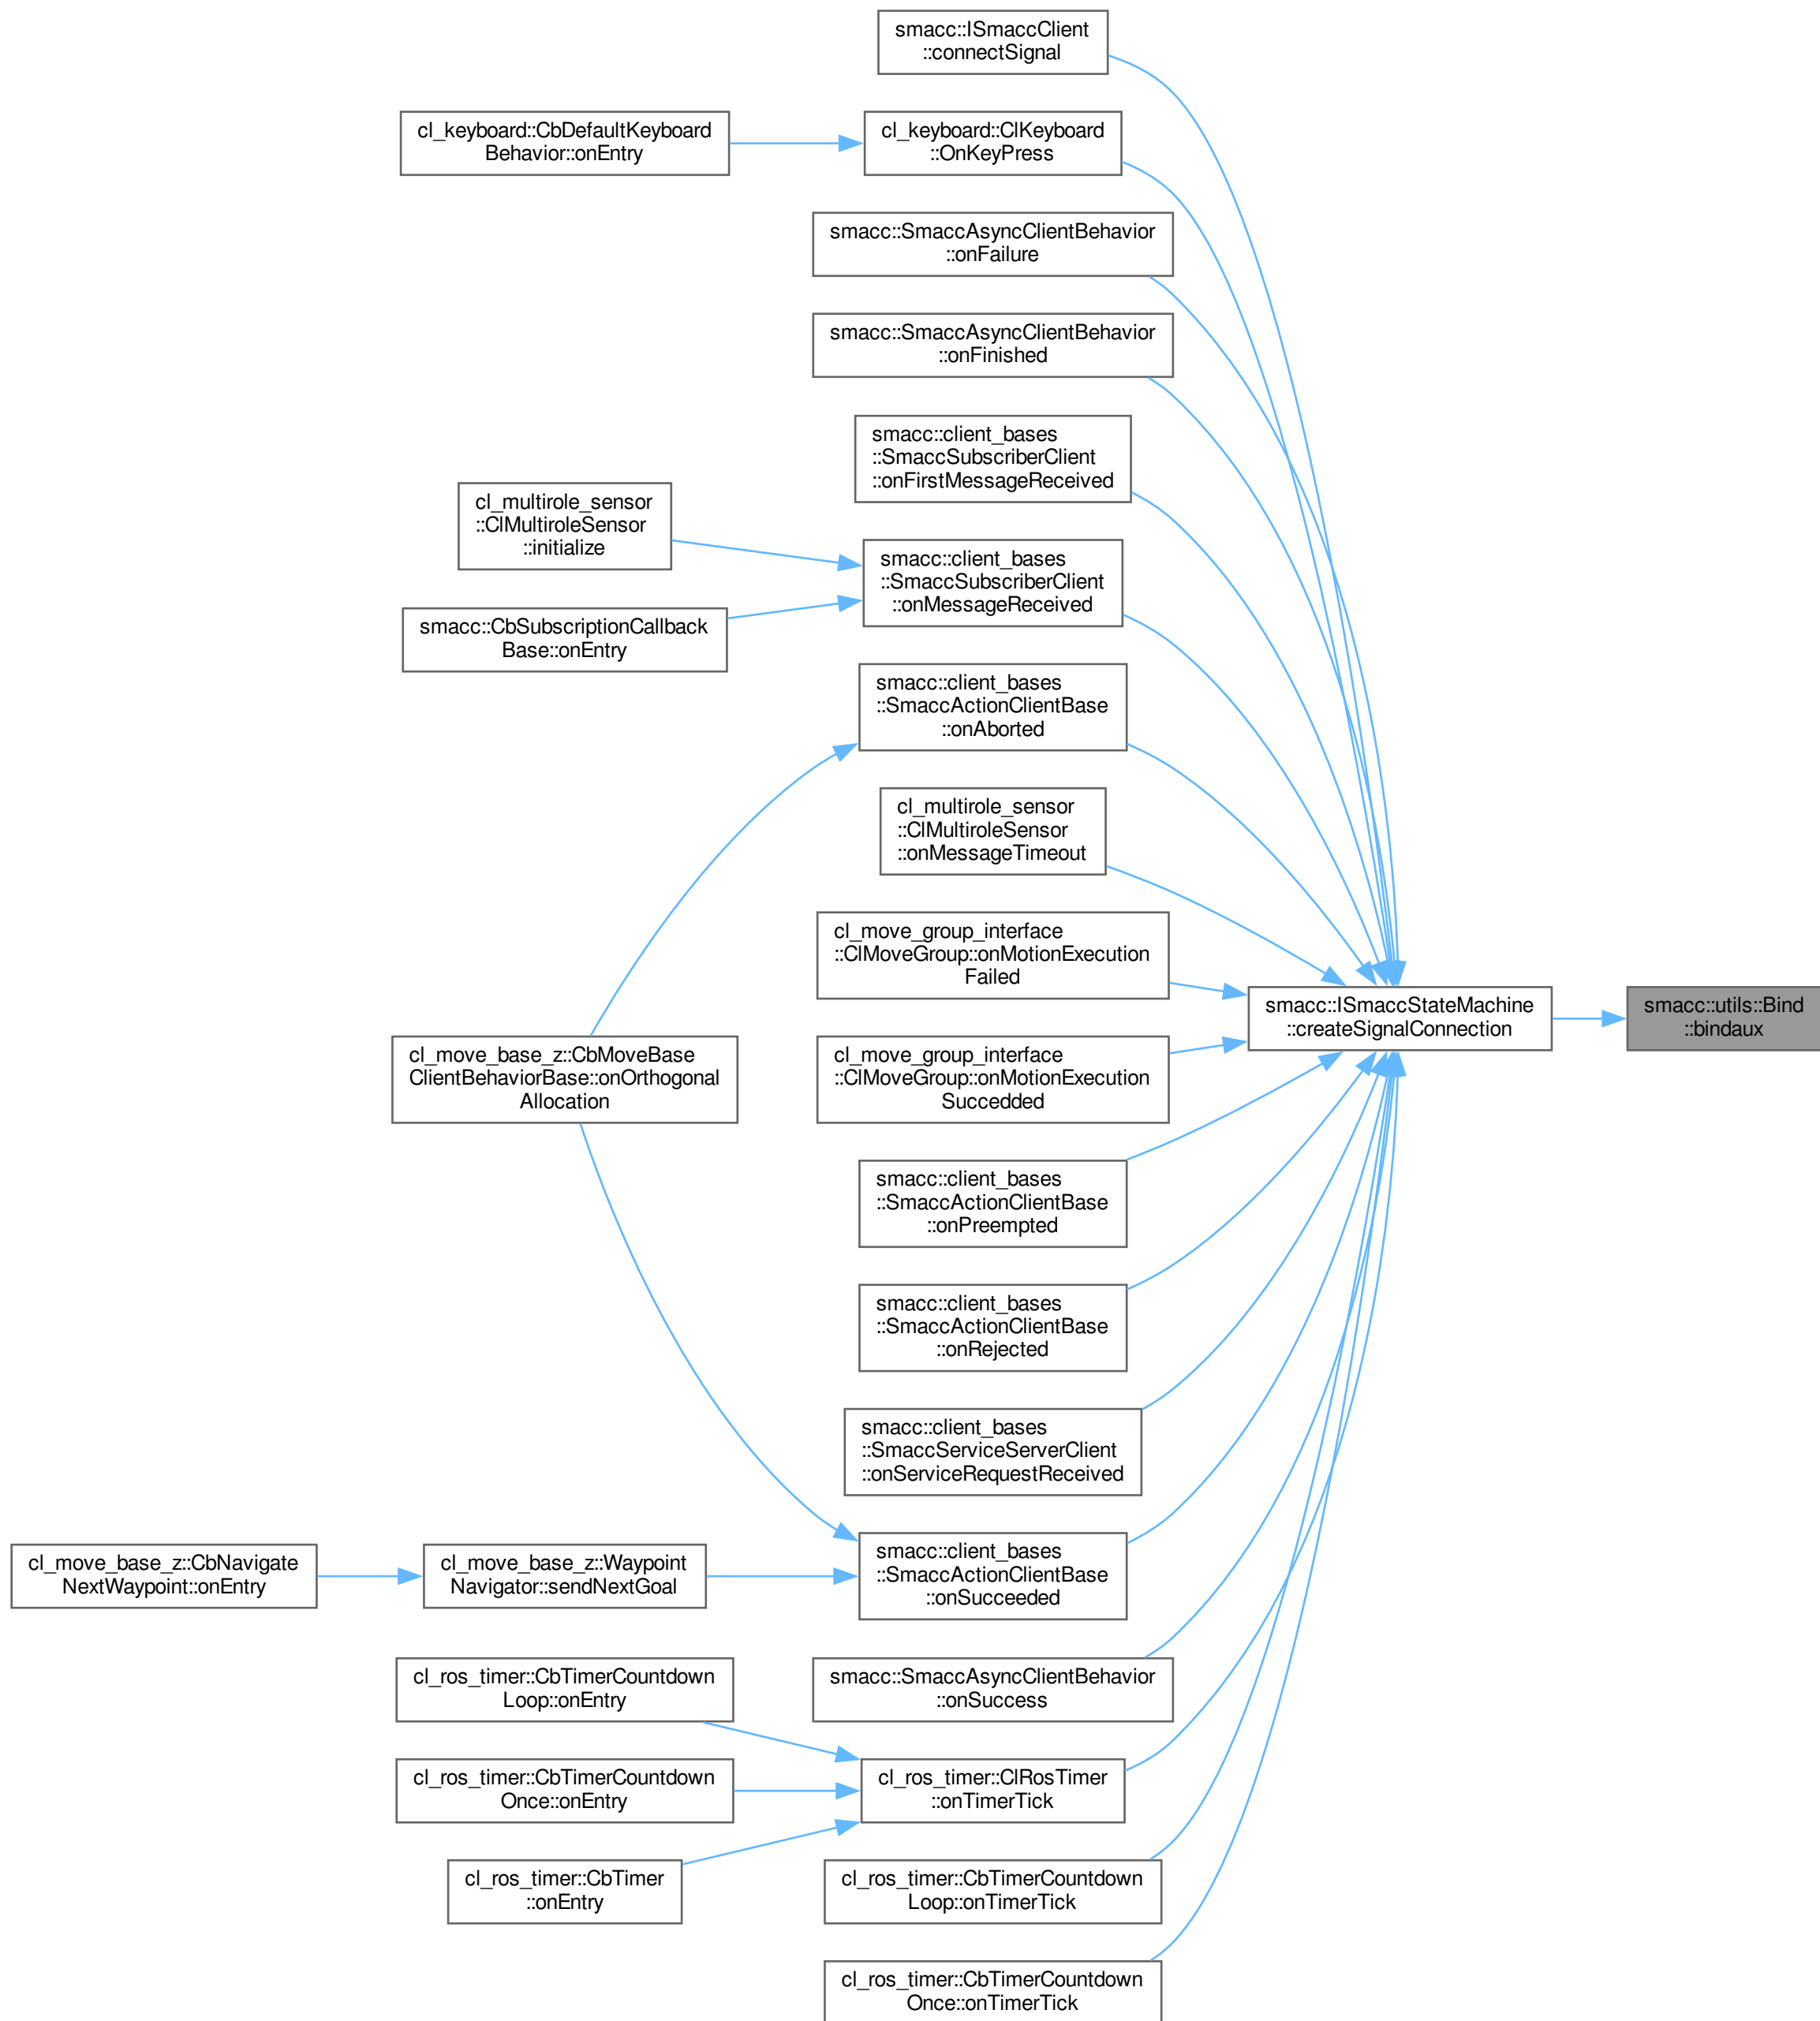 smacc::ISmaccClient
::connectSignal
cl_keyboard::CbDefaultKeyboard
Behavior::onEntry
cl_keyboard::ClKeyboard
::OnKeyPress
smacc::SmaccAsyncClientBehavior
::onFailure
smacc::SmaccAsyncClientBehavior
::onFinished
smacc::client_bases
::SmaccSubscriberClient
::onFirstMessageReceived
cl_multirole_sensor
::ClMultiroleSensor
::initialize
smacc::client_bases
::SmaccSubscriberClient
::onMessageReceived
smacc::CbSubscriptionCallback
Base::onEntry
smacc::client_bases
::SmaccActionClientBase
::onAborted
cl_multirole_sensor
::ClMultiroleSensor
::onMessageTimeout
cl_move_group_interface
::ClMoveGroup::onMotionExecution
Failed
smacc::ISmaccStateMachine
::createSignalConnection
smacc::utils::Bind
::bindaux
cl_move_base_z::CbMoveBase
ClientBehaviorBase::onOrthogonal
Allocation
cl_move_group_interface
::ClMoveGroup::onMotionExecution
Succedded
smacc::client_bases
::SmaccActionClientBase
::onPreempted
smacc::client_bases
::SmaccActionClientBase
::onRejected
smacc::client_bases
::SmaccServiceServerClient
::onServiceRequestReceived
cl_move_base_z::CbNavigate
NextWaypoint::onEntry
cl_move_base_z::Waypoint
Navigator::sendNextGoal
smacc::client_bases
::SmaccActionClientBase
::onSucceeded
cl_ros_timer::CbTimerCountdown
Loop::onEntry
smacc::SmaccAsyncClientBehavior
::onSuccess
cl_ros_timer::CbTimerCountdown
Once::onEntry
cl_ros_timer::ClRosTimer
::onTimerTick
cl_ros_timer::CbTimer
::onEntry
cl_ros_timer::CbTimerCountdown
Loop::onTimerTick
cl_ros_timer::CbTimerCountdown
Once::onTimerTick